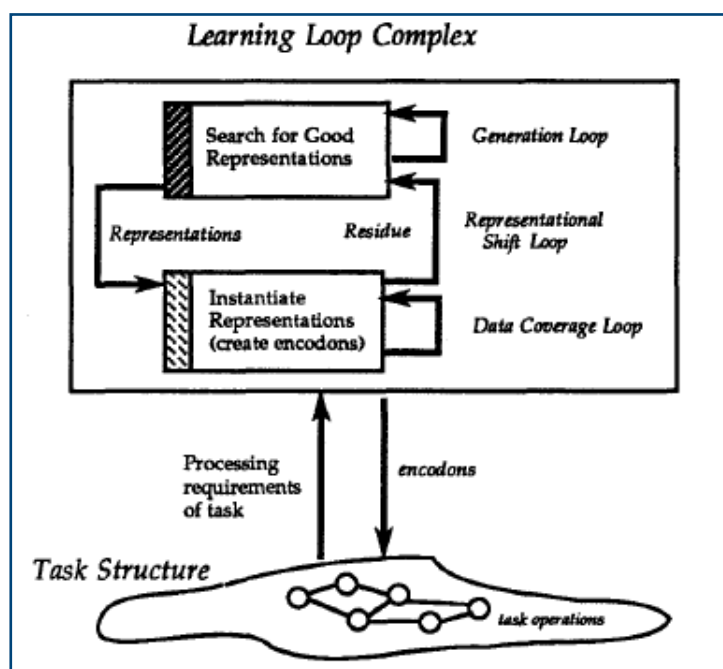 Learning Loop Complex
Search for Good
Representations
Generation Loop
Representations
Residue
Representational
Shift Loop
Instantiate
Representations
(create encodons)
Data Coverage Loop
Processing
requirements
of task
encodons
Task Structure
task operations